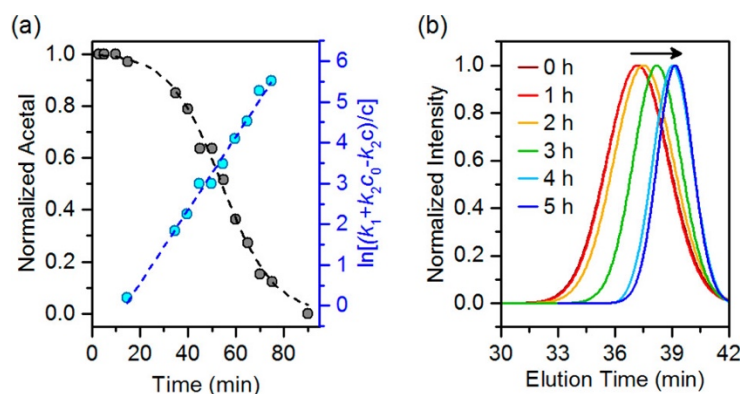 (a)
Normalized Acetal
1.0
0.8
0.6
0.4
0.2
0.0
0 20 40 60 80
Time (min)
6
5
4
3
2
1
0
ln[(k₁+k₂c₀-k₂c)/c]
(b)
Normalized Intensity
1.0
0.8
0.6
0.4
0.2
0.0
0 h
1 h
2 h
3 h
4 h
5 h
30 33 36 39 42
Elution Time (min)